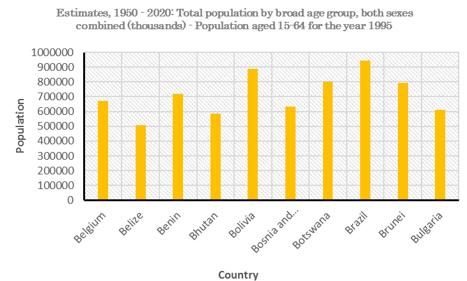 Estimates, 1950 - 2020: Total population by broad age group, both sexes
combined (thousands) - Population aged 15-64 for the year 1995
1000000
900000
800000
700000
600000
500000
400000
300000
200000
100000
0
Population
Belgium
Belize
Benin
Bhutan
Bolivia
Bosnia and...
Botswana
Brazil
Brunei
Bulgaria
Country